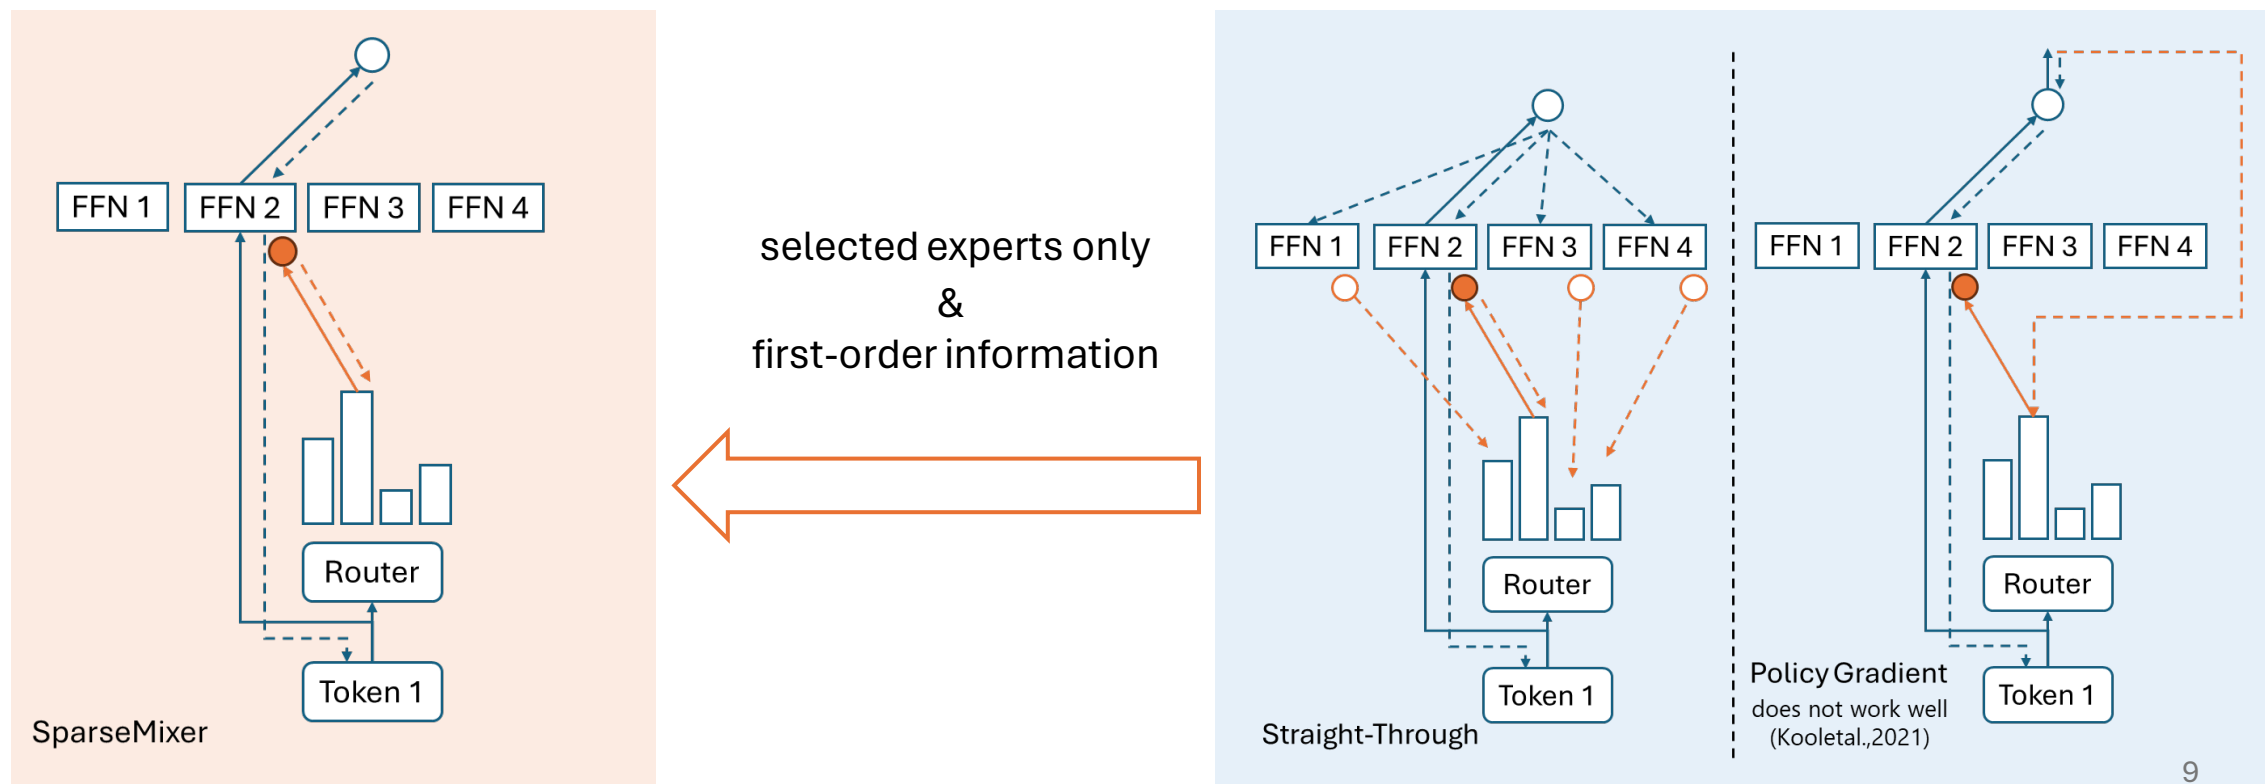 FFN 1
FFN 2
FFN 3
FFN 4
Router
Token 1
SparseMixer
selected experts only
&
first-order information
FFN 1
FFN 2
FFN 3
FFN 4
Router
Token 1
Straight-Through
FFN 1
FFN 2
FFN 3
FFN 4
Router
Token 1
Policy Gradient
does not work well
(Kooletal.,2021)
9